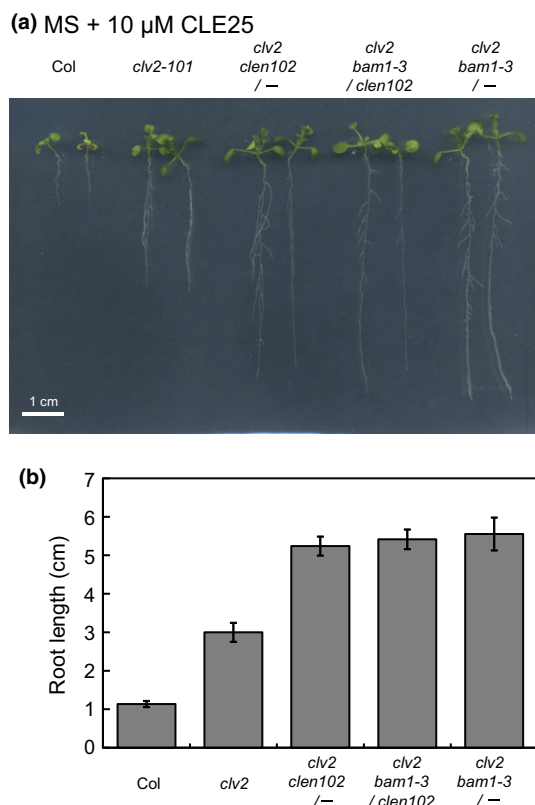 (a) MS + 10 μM CLE25
Col
clv2-101
clv2
clen102
/ —
clv2
bam1-3
/ clen102
clv2
bam1-3
/ —
1 cm
(b)
Root length (cm)
7
6
5
4
3
2
1
0
Col
clv2
clv2
clen102
/ —
clv2
bam1-3
/ clen102
clv2
bam1-3
/ —